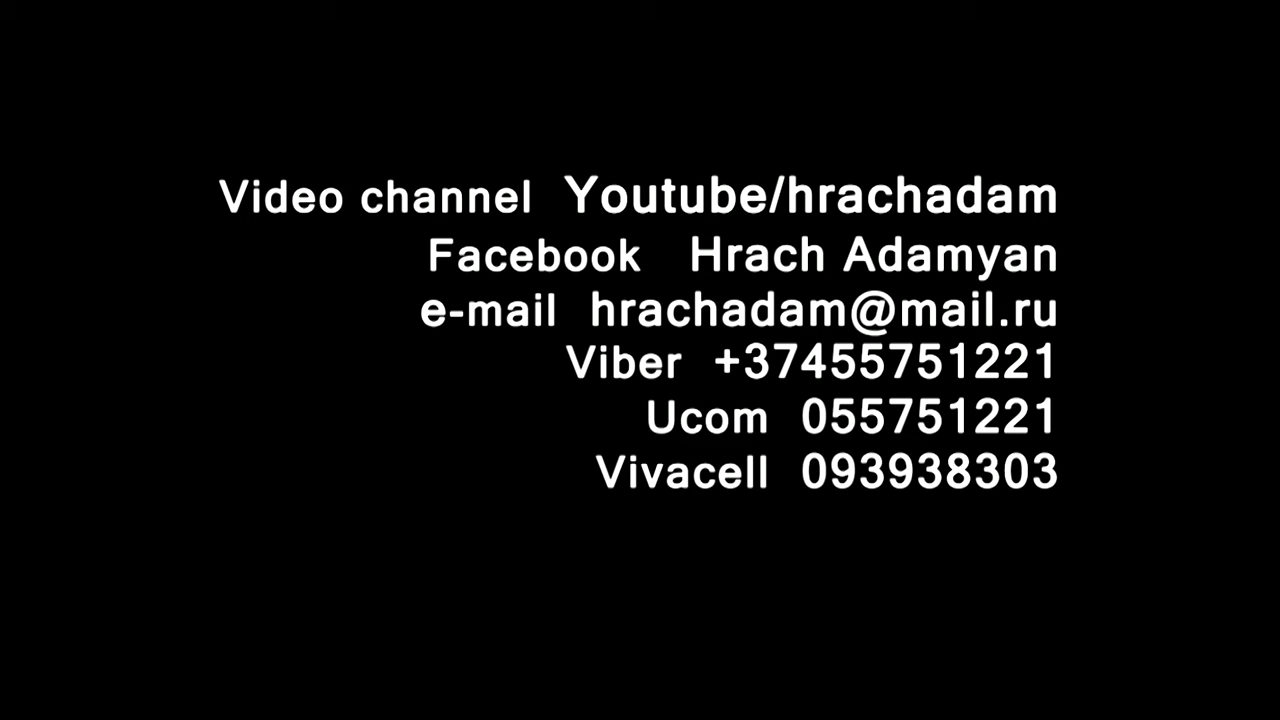 Video channel Youtube/hrachadam
Facebook Hrach Adamyan
e-mail hrachadam@mail.ru
Viber +37455751221
Ucom 055751221
Vivacell 093938303